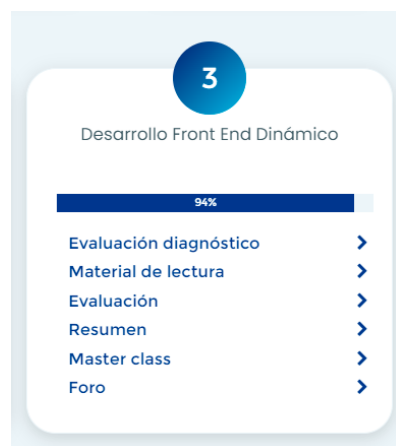 3
Desarrollo Front End Dinámico
94%
Evaluación diagnóstico
Material de lectura
Evaluación
Resumen
Master class
Foro